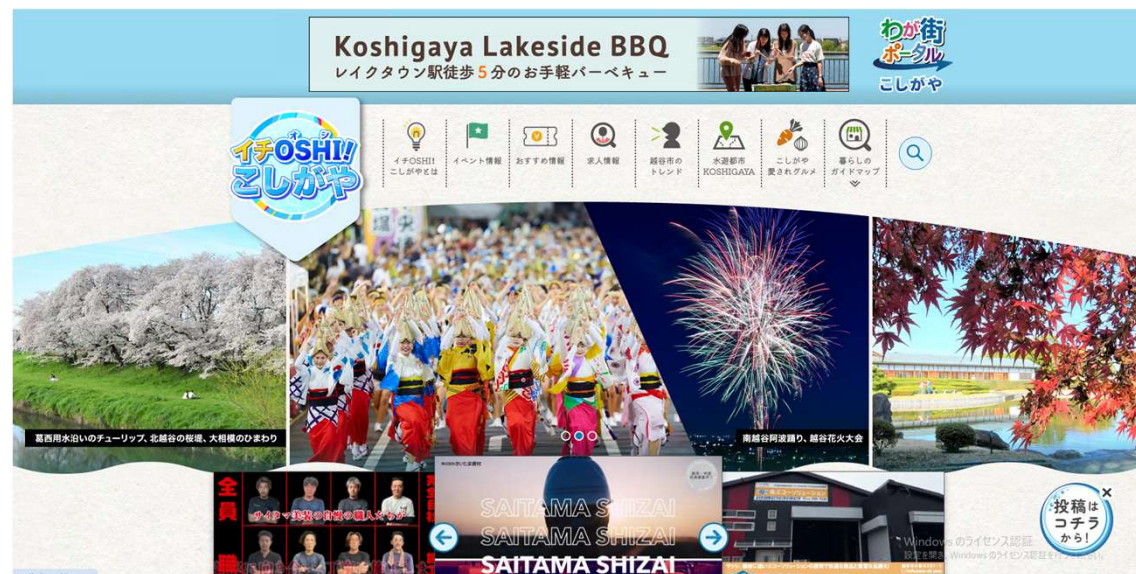 Koshigaya Lakeside BBQ
レイクタウン駅徒歩5分のお手軽バーベキュー
わが街
ポータル
こしがや
イチOSHI!
オシ
こしがや
イチOSHI!
こしがやとは
イベント情報
おすすめ情報
求人情報
越谷市の
トレンド
水遊都市
KOSHIGAYA
こしがや
愛されグルメ
暮らしの
ガイドマップ
葛西用水沿いのチューリップ、北越谷の桜堤、大相模のひまわり
南越谷阿波踊り、越谷花火大会
全員職
サイタマ美装の自慢の職人たちが
SAITAMA SHIZAI
SAITAMA SHIZAI
SAITAMA SHIZAI
投稿は
コチラ
から!
Windows のライセンス認証